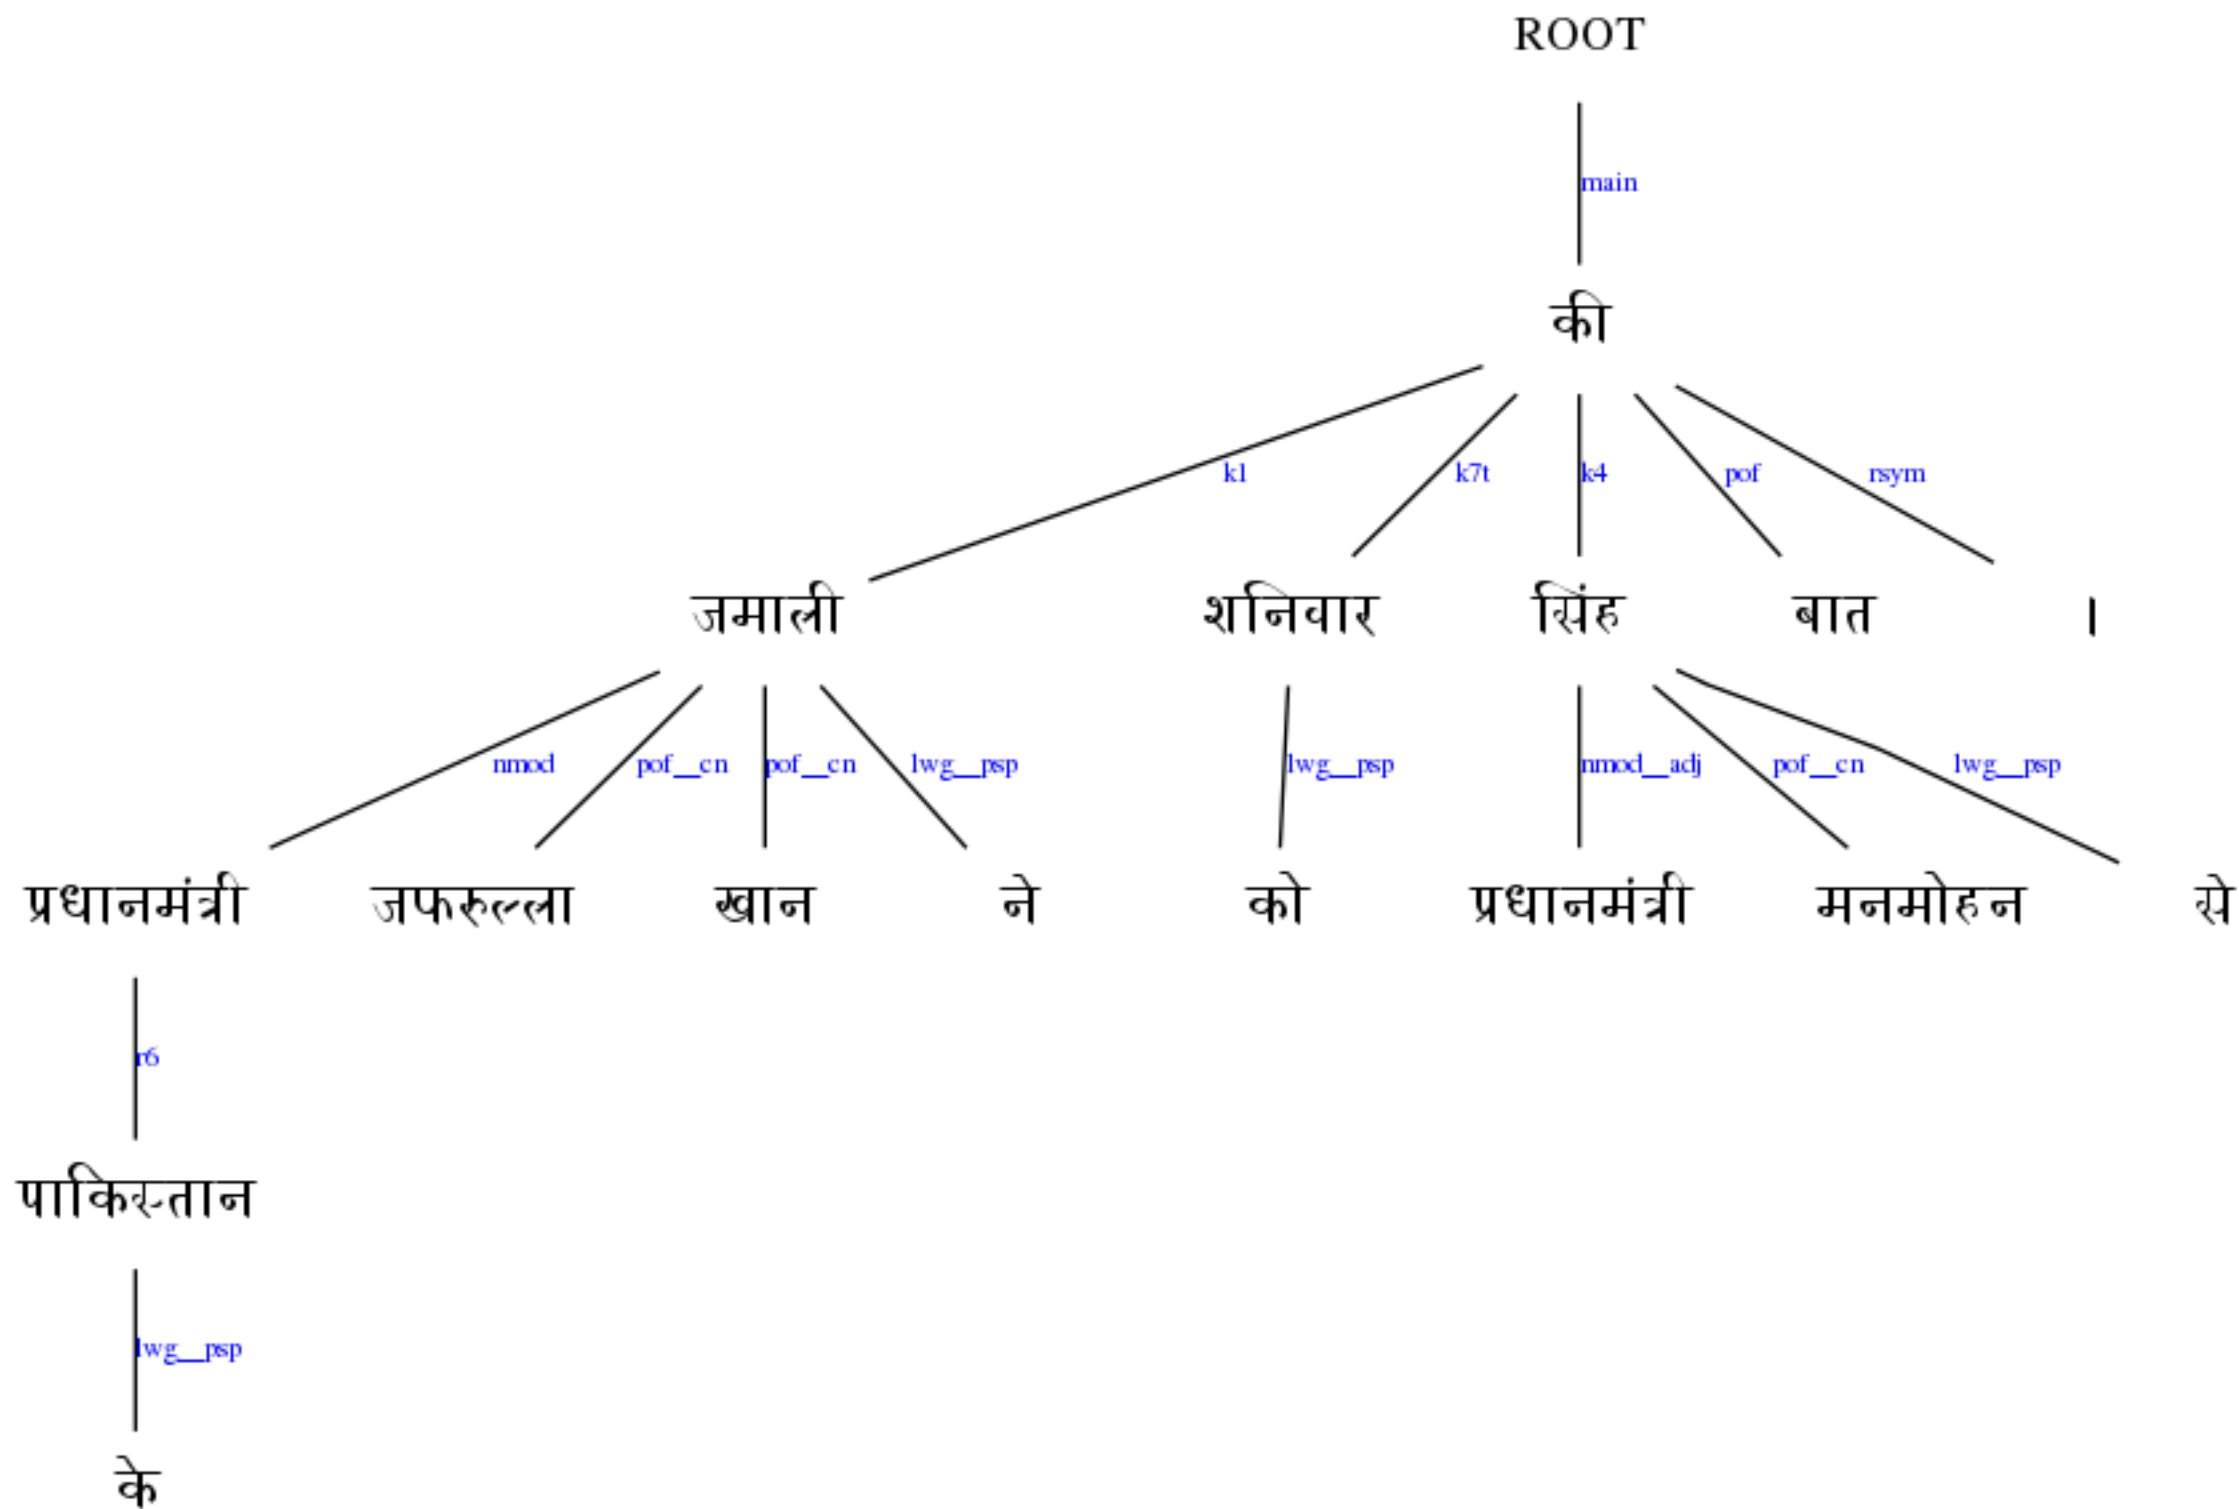 ROOT
main
की
k1 k7t k4 pof rsym
जमाली शनिवार सिंह बात ।
nmod pof__cn pof__cn lwg__psp lwg__psp nmod__adj pof__cn lwg__psp
प्रधानमंत्री जफरुल्ला खान ने को प्रधानमंत्री मनमोहन से
r6
पाकिस्तान
lwg__psp
के